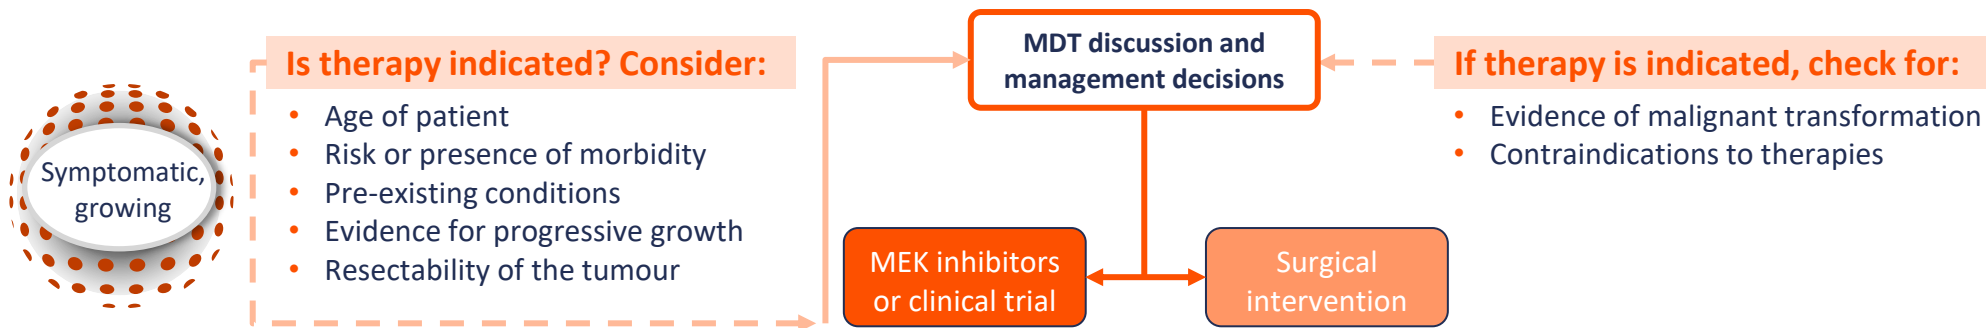 Symptomatic,
growing
Is therapy indicated? Consider:
• Age of patient
• Risk or presence of morbidity
• Pre-existing conditions
• Evidence for progressive growth
• Resectability of the tumour
MDT discussion and
management decisions
MEK inhibitors
or clinical trial
Surgical
intervention
If therapy is indicated, check for:
• Evidence of malignant transformation
• Contraindications to therapies